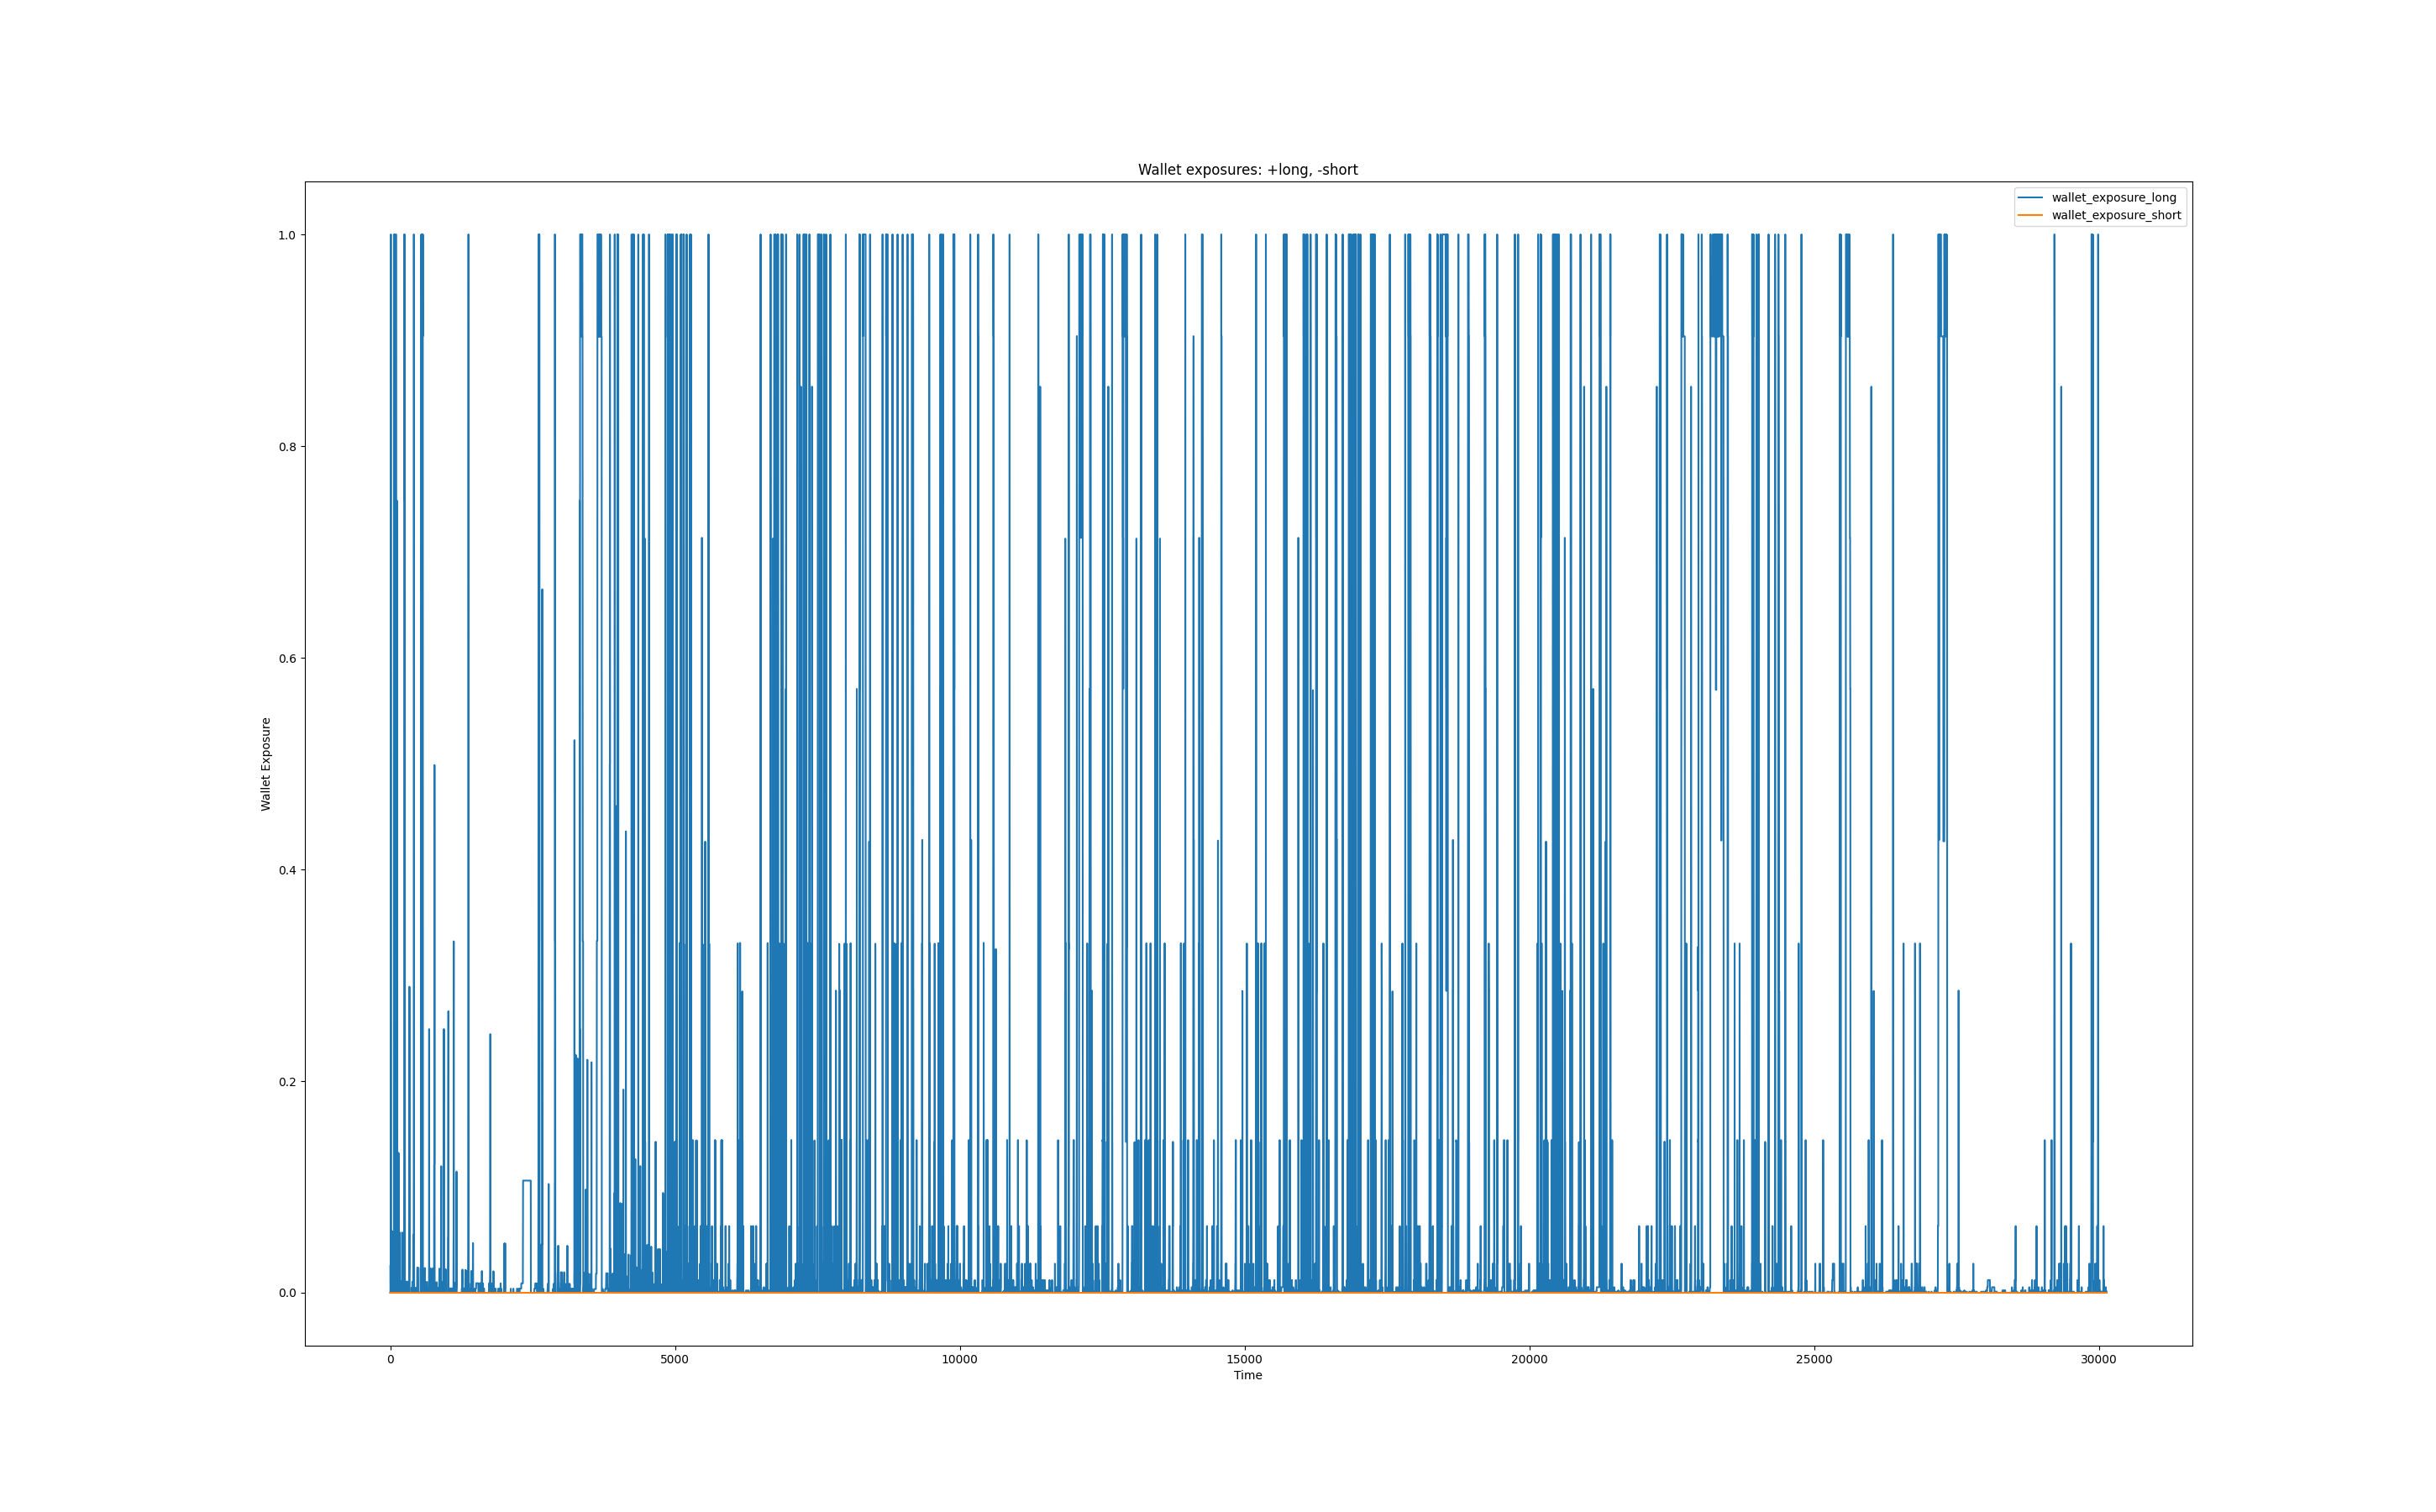 Wallet exposures: +long, -short
wallet_exposure_long
wallet_exposure_short
1.0
0.8
0.6
0.4
0.2
0.0
Wallet Exposure
0 5000 10000 15000 20000 25000 30000
Time